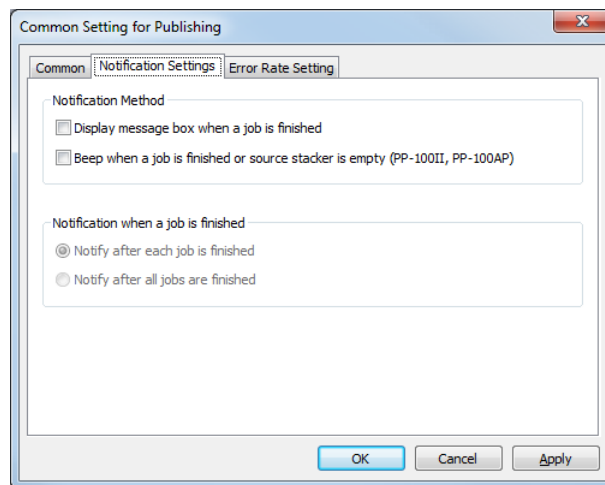 Common Setting for Publishing
Common
Notification Settings
Error Rate Setting
Notification Method
Display message box when a job is finished
Beep when a job is finished or source stacker is empty (PP-100II, PP-100AP)
Notification when a job is finished
Notify after each job is finished
Notify after all jobs are finished
OK
Cancel
Apply